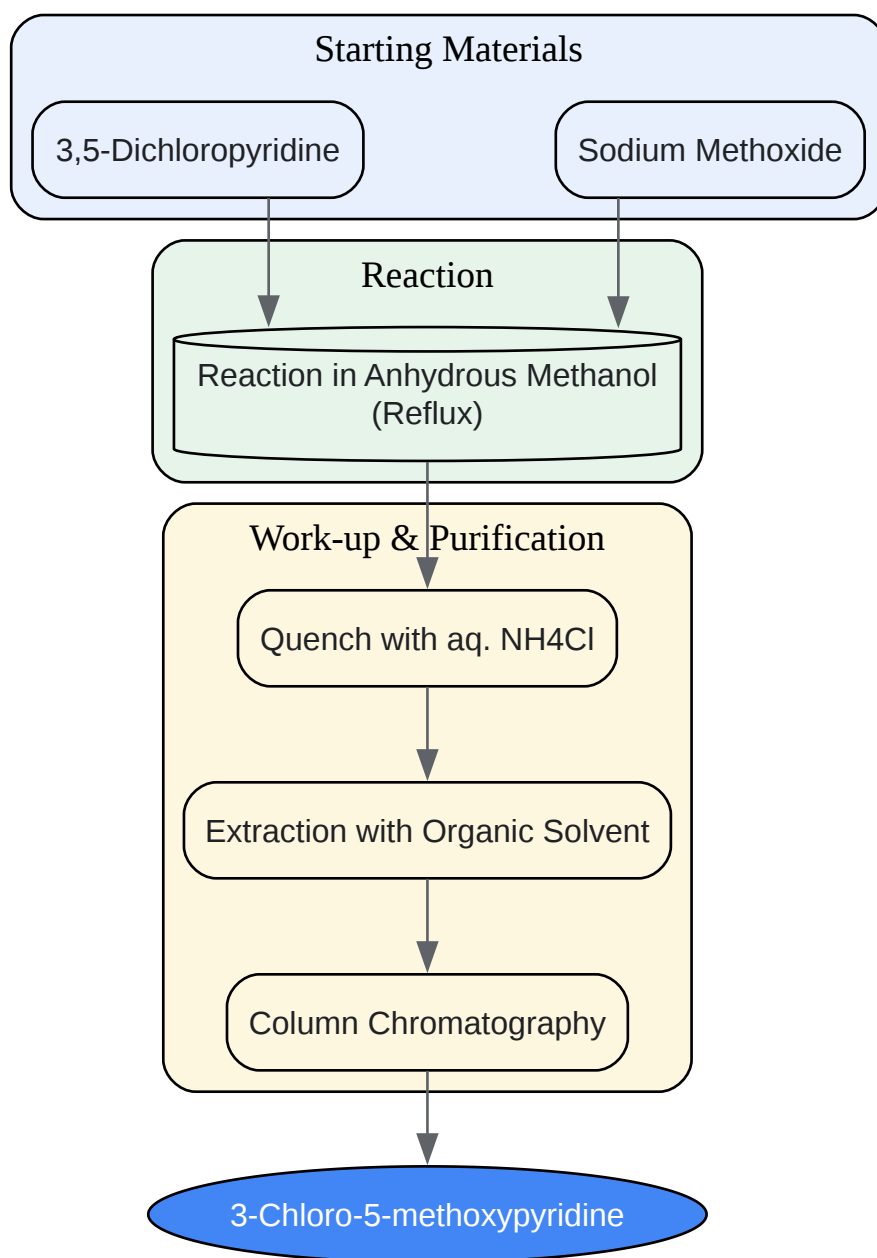 Starting Materials
3,5-Dichloropyridine
Sodium Methoxide
Reaction
Reaction in Anhydrous Methanol
(Reflux)
Work-up & Purification
Quench with aq. NH4Cl
Extraction with Organic Solvent
Column Chromatography
3-Chloro-5-methoxypyridine